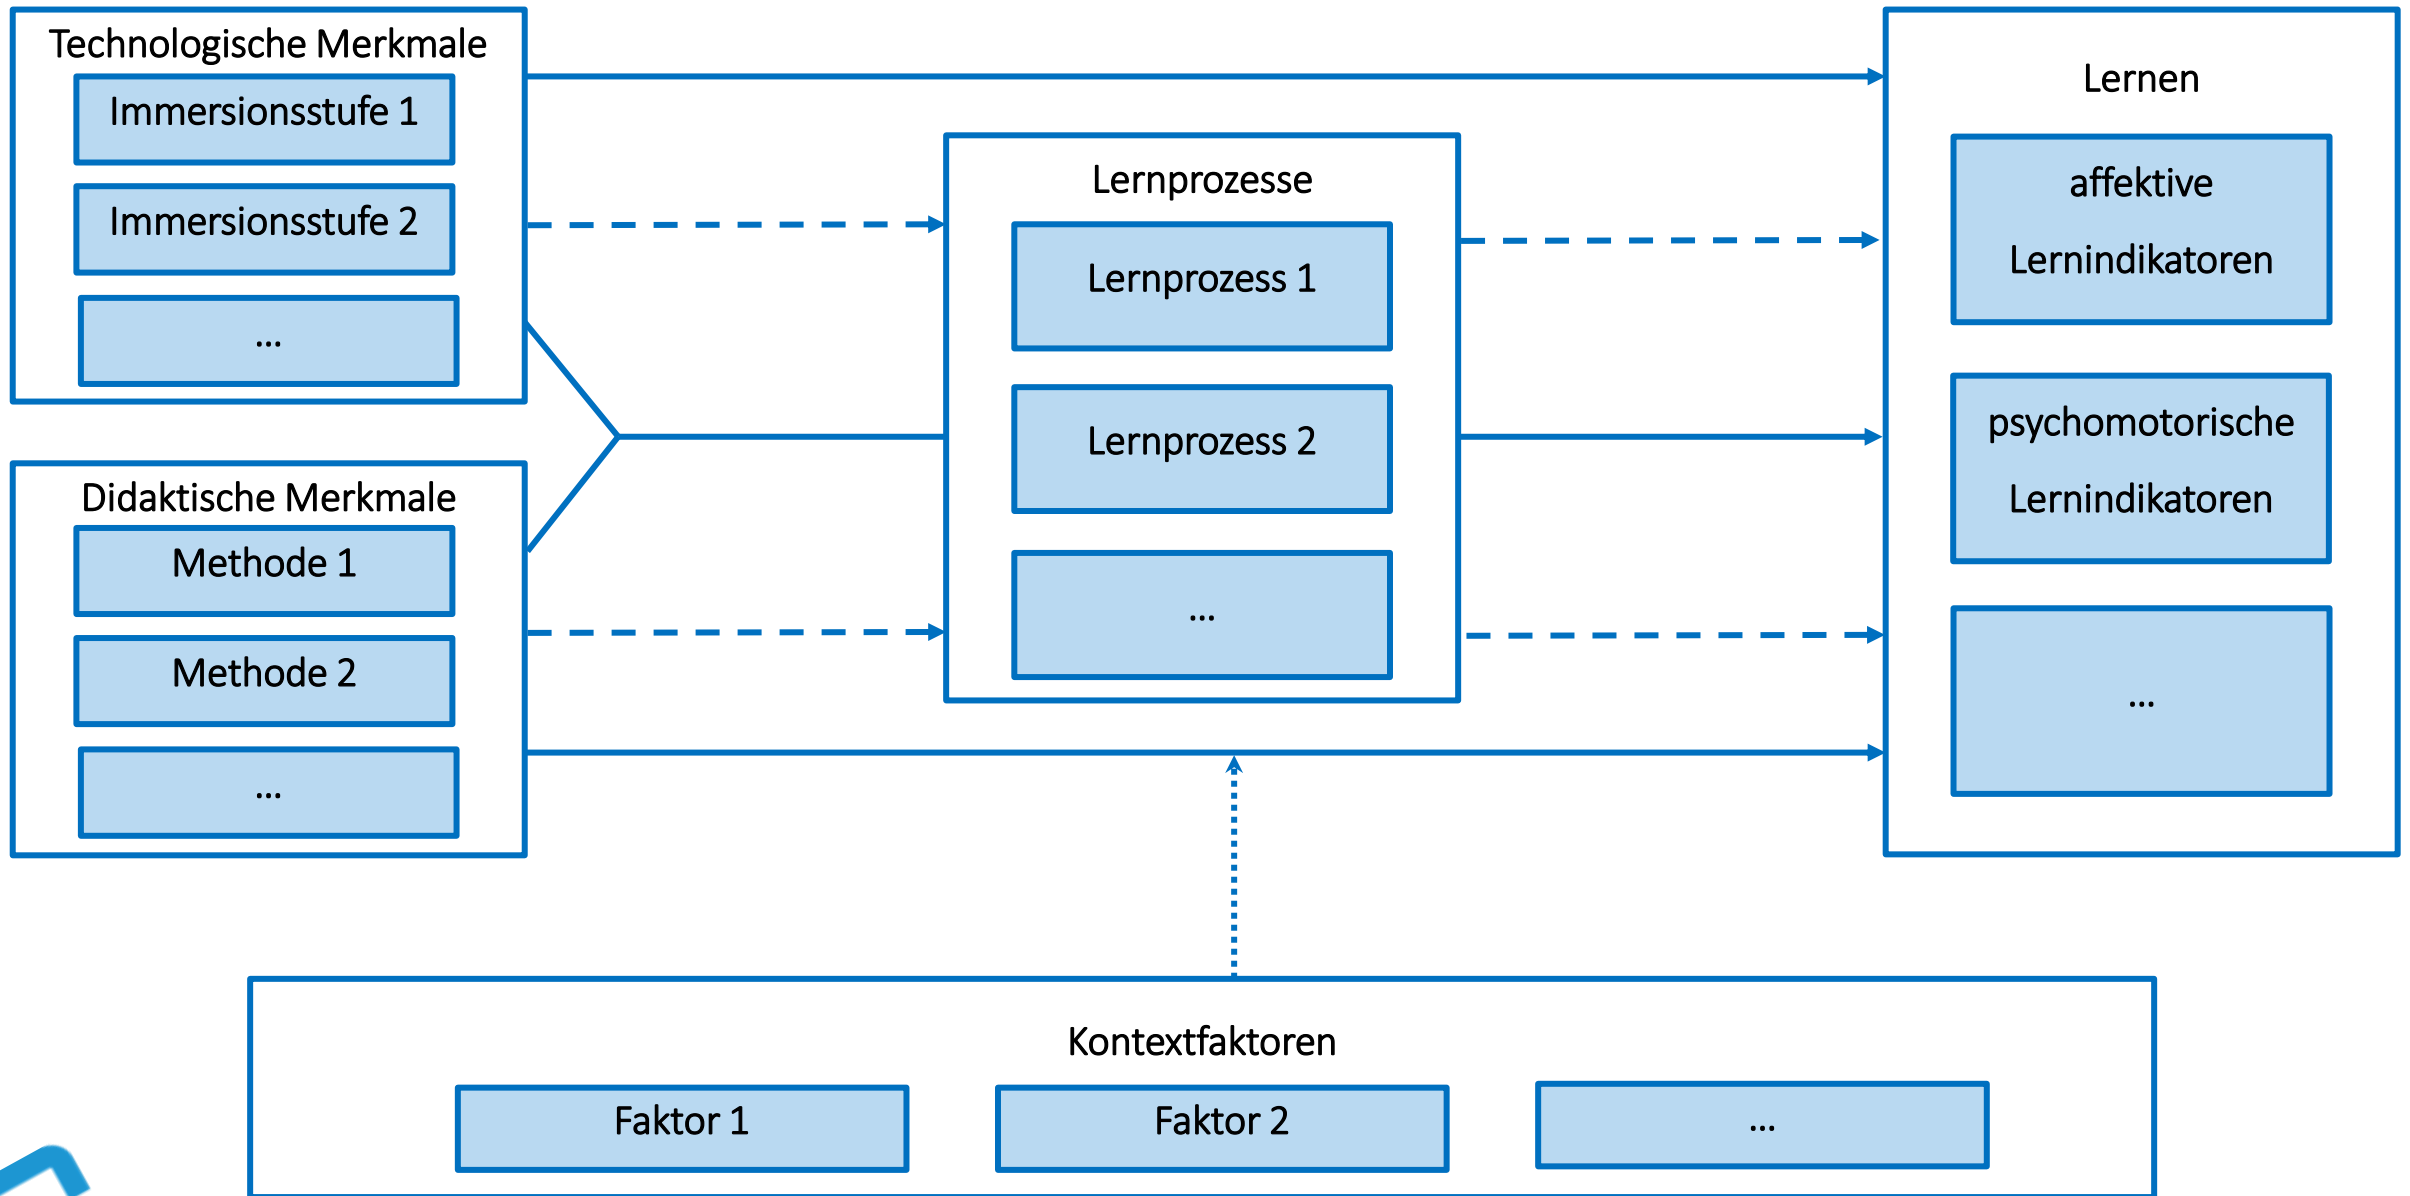 Technologische Merkmale
Immersionsstufe 1
Immersionsstufe 2
...
Didaktische Merkmale
Methode 1
Methode 2
...
Lernprozesse
Lernprozess 1
Lernprozess 2
...
Lernen
affektive
Lernindikatoren
psychomotorische
Lernindikatoren
...
Kontextfaktoren
Faktor 1
Faktor 2
...